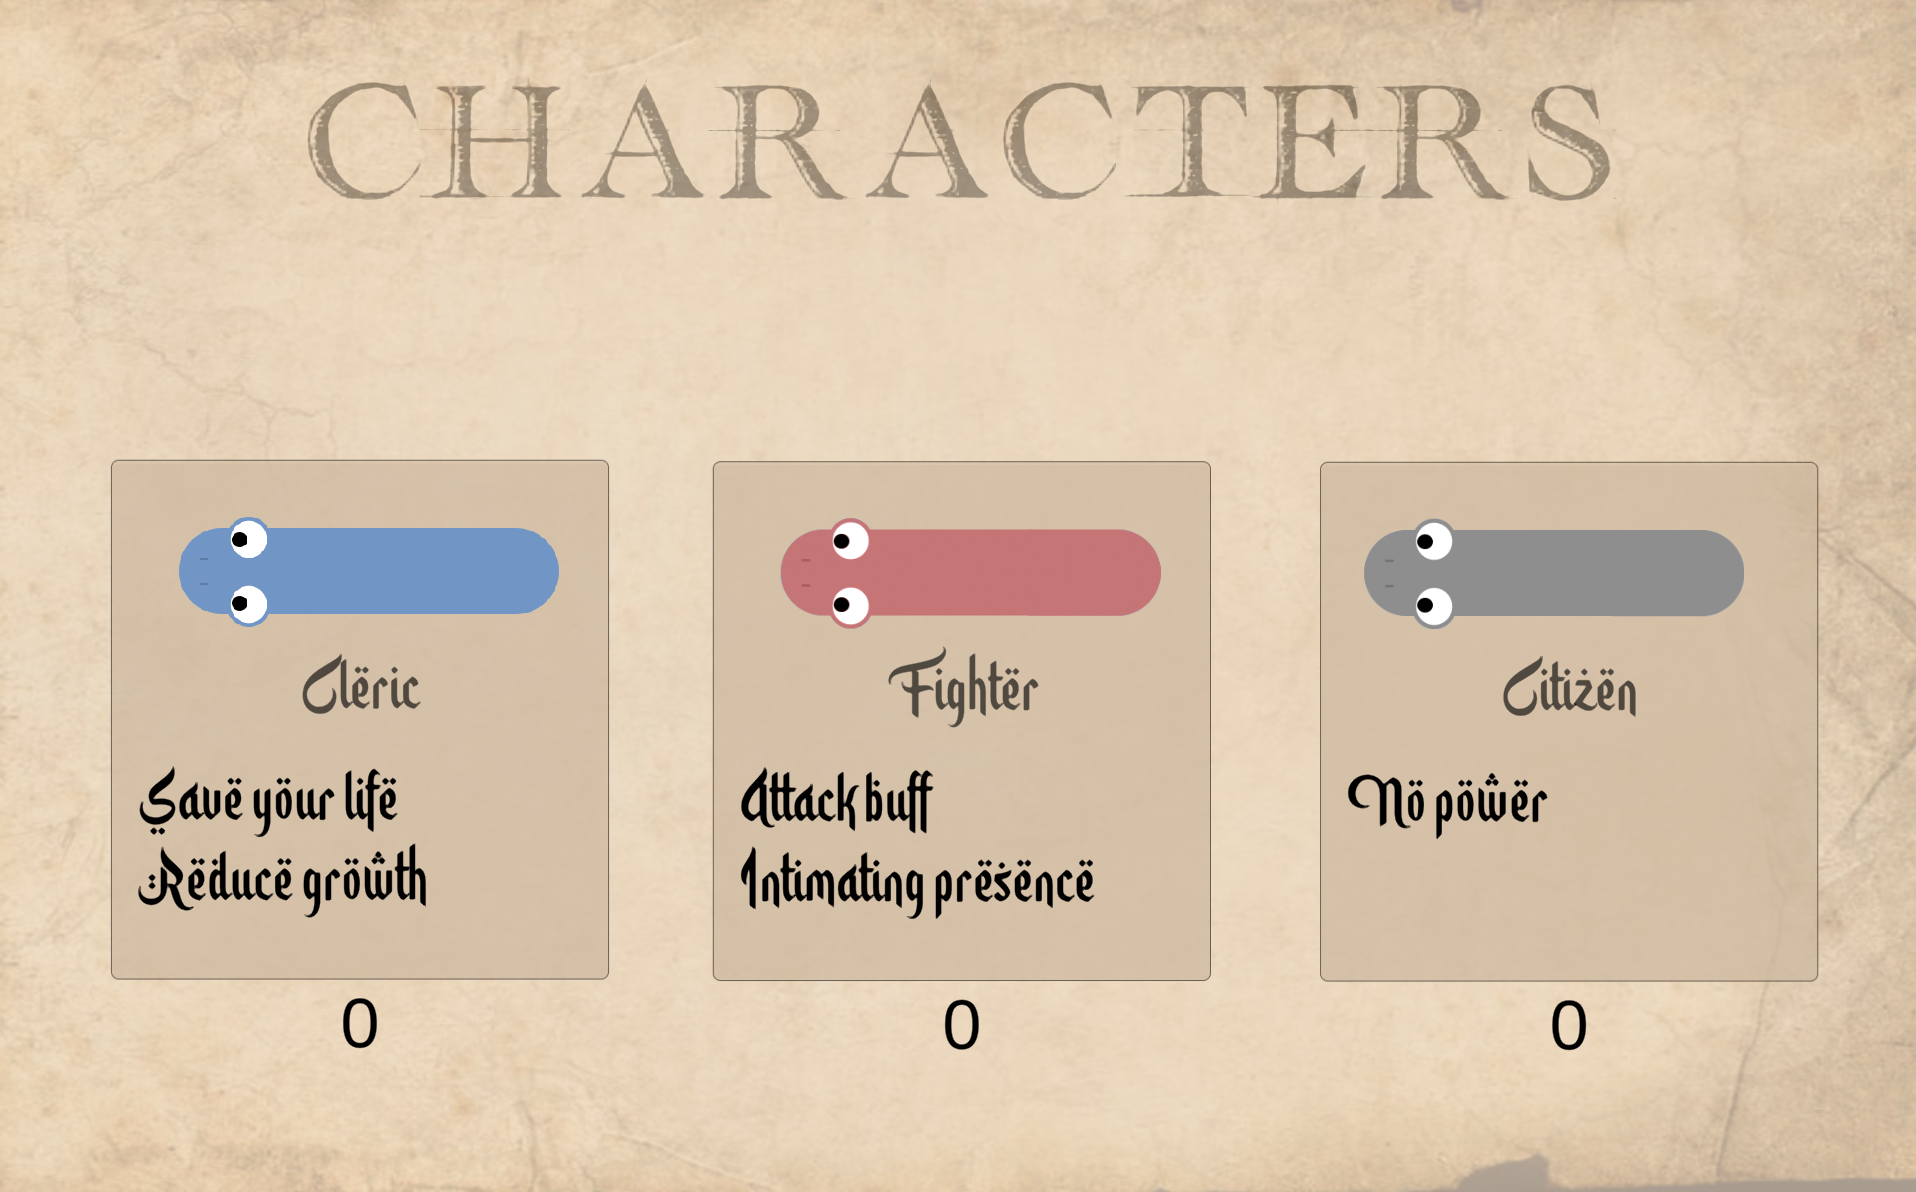 CHARACTERS
Clëric
Savë yöur lifë
Rëducë gröwth
0
Fightër
Attack buff
Intimating prësëncë
0
Citizën
Nö pöwër
0